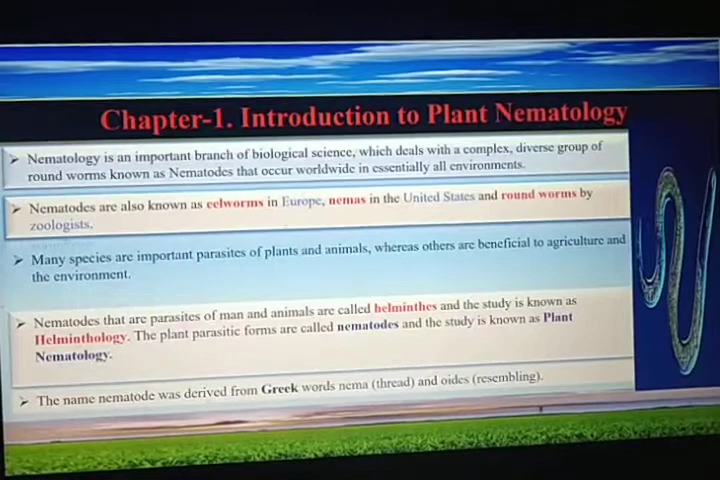 Chapter-1. Introduction to Plant Nematology
➢ Nematology is an important branch of biological science, which deals with a complex, diverse group of
round worms known as Nematodes that occur worldwide in essentially all environments.
➢ Nematodes are also known as eelworms in Europe, nemas in the United States and round worms by
zoologists.
➢ Many species are important parasites of plants and animals, whereas others are beneficial to agriculture and
the environment.
➢ Nematodes that are parasites of man and animals are called helminthes and the study is known as
Helminthology. The plant parasitic forms are called nematodes and the study is known as Plant
Nematology.
➢ The name nematode was derived from Greek words nema (thread) and oides (resembling).